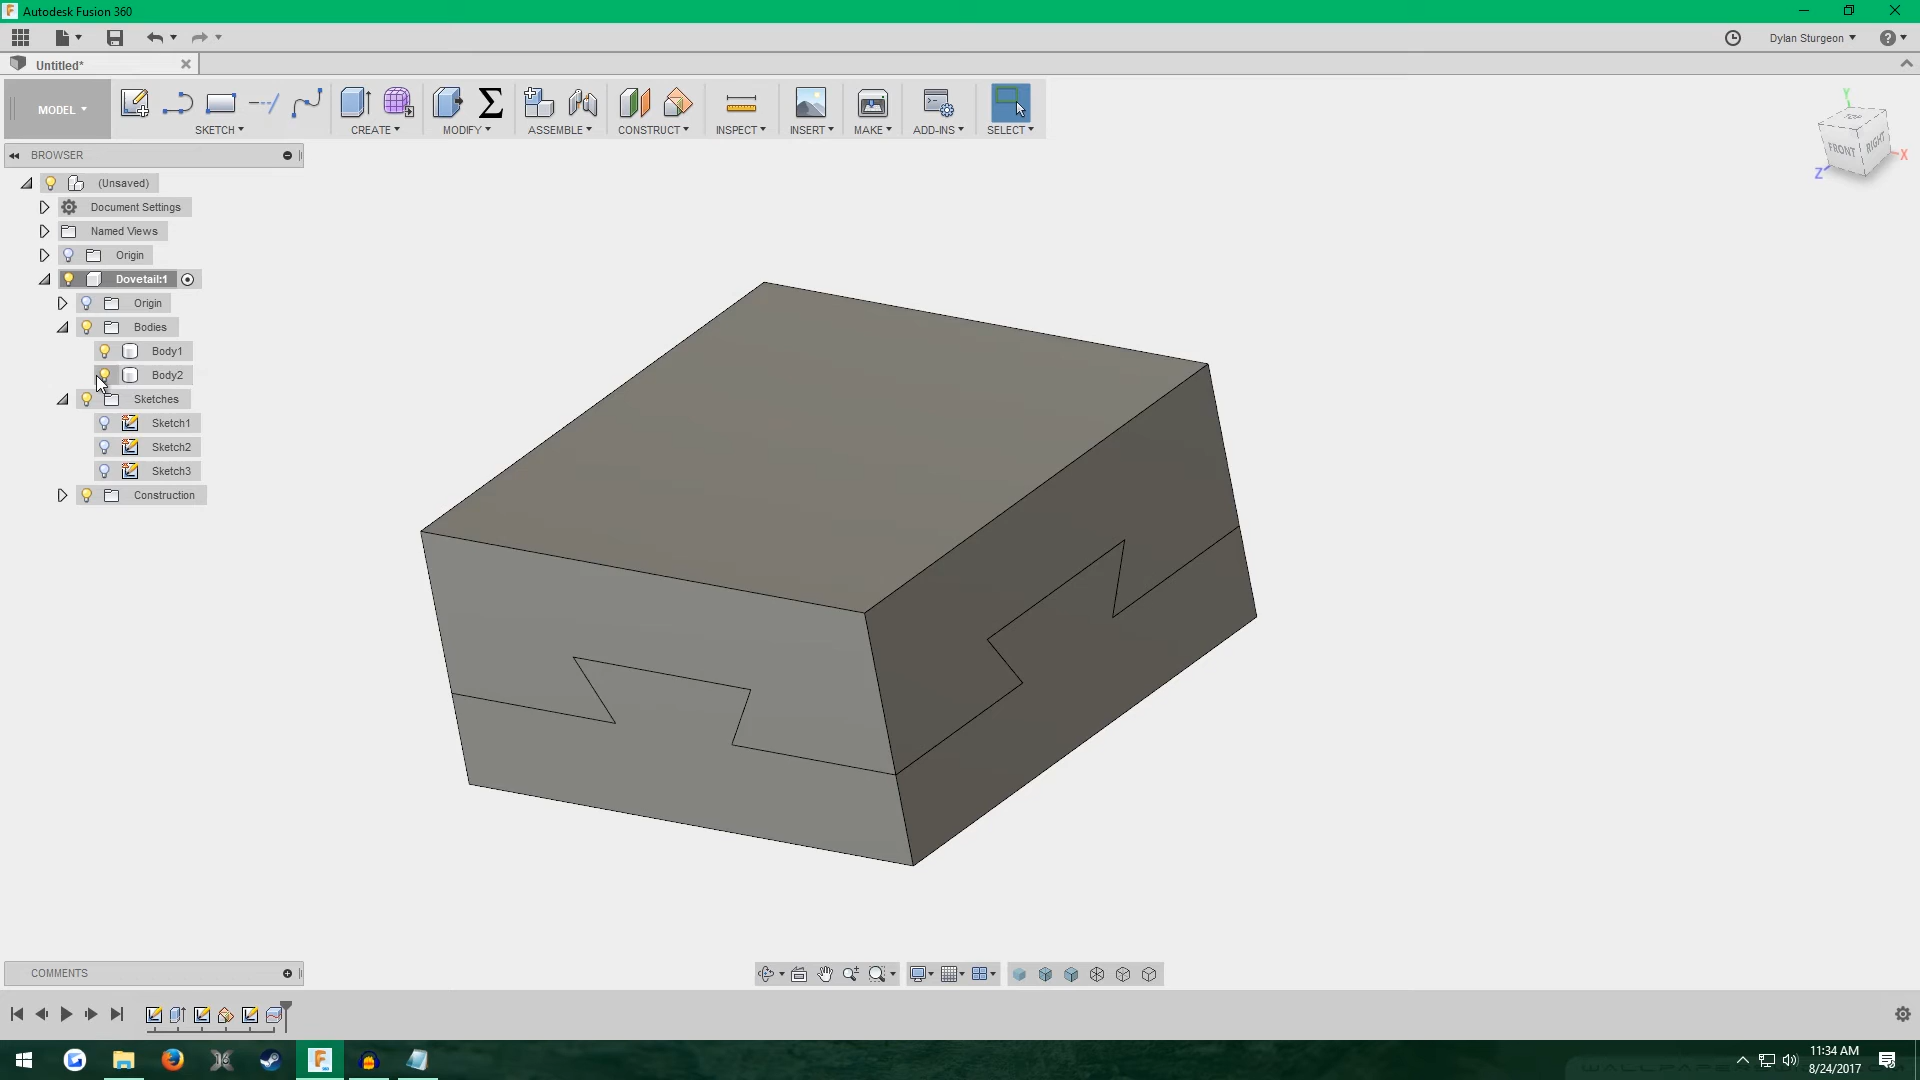 Autodesk Fusion 360
Dylan Sturgeon
Untitled*
MODEL
SKETCH
CREATE
MODIFY
ASSEMBLE
CONSTRUCT
INSPECT
INSERT
MAKE
ADD-INS
SELECT
BROWSER
(Unsaved)
Document Settings
Named Views
Origin
Dovetail:1
Origin
Bodies
Body1
Body2
Sketches
Sketch1
Sketch2
Sketch3
Construction
Y
TOP
FRONT
RIGHT
X
Z
COMMENTS
11:34 AM
8/24/2017